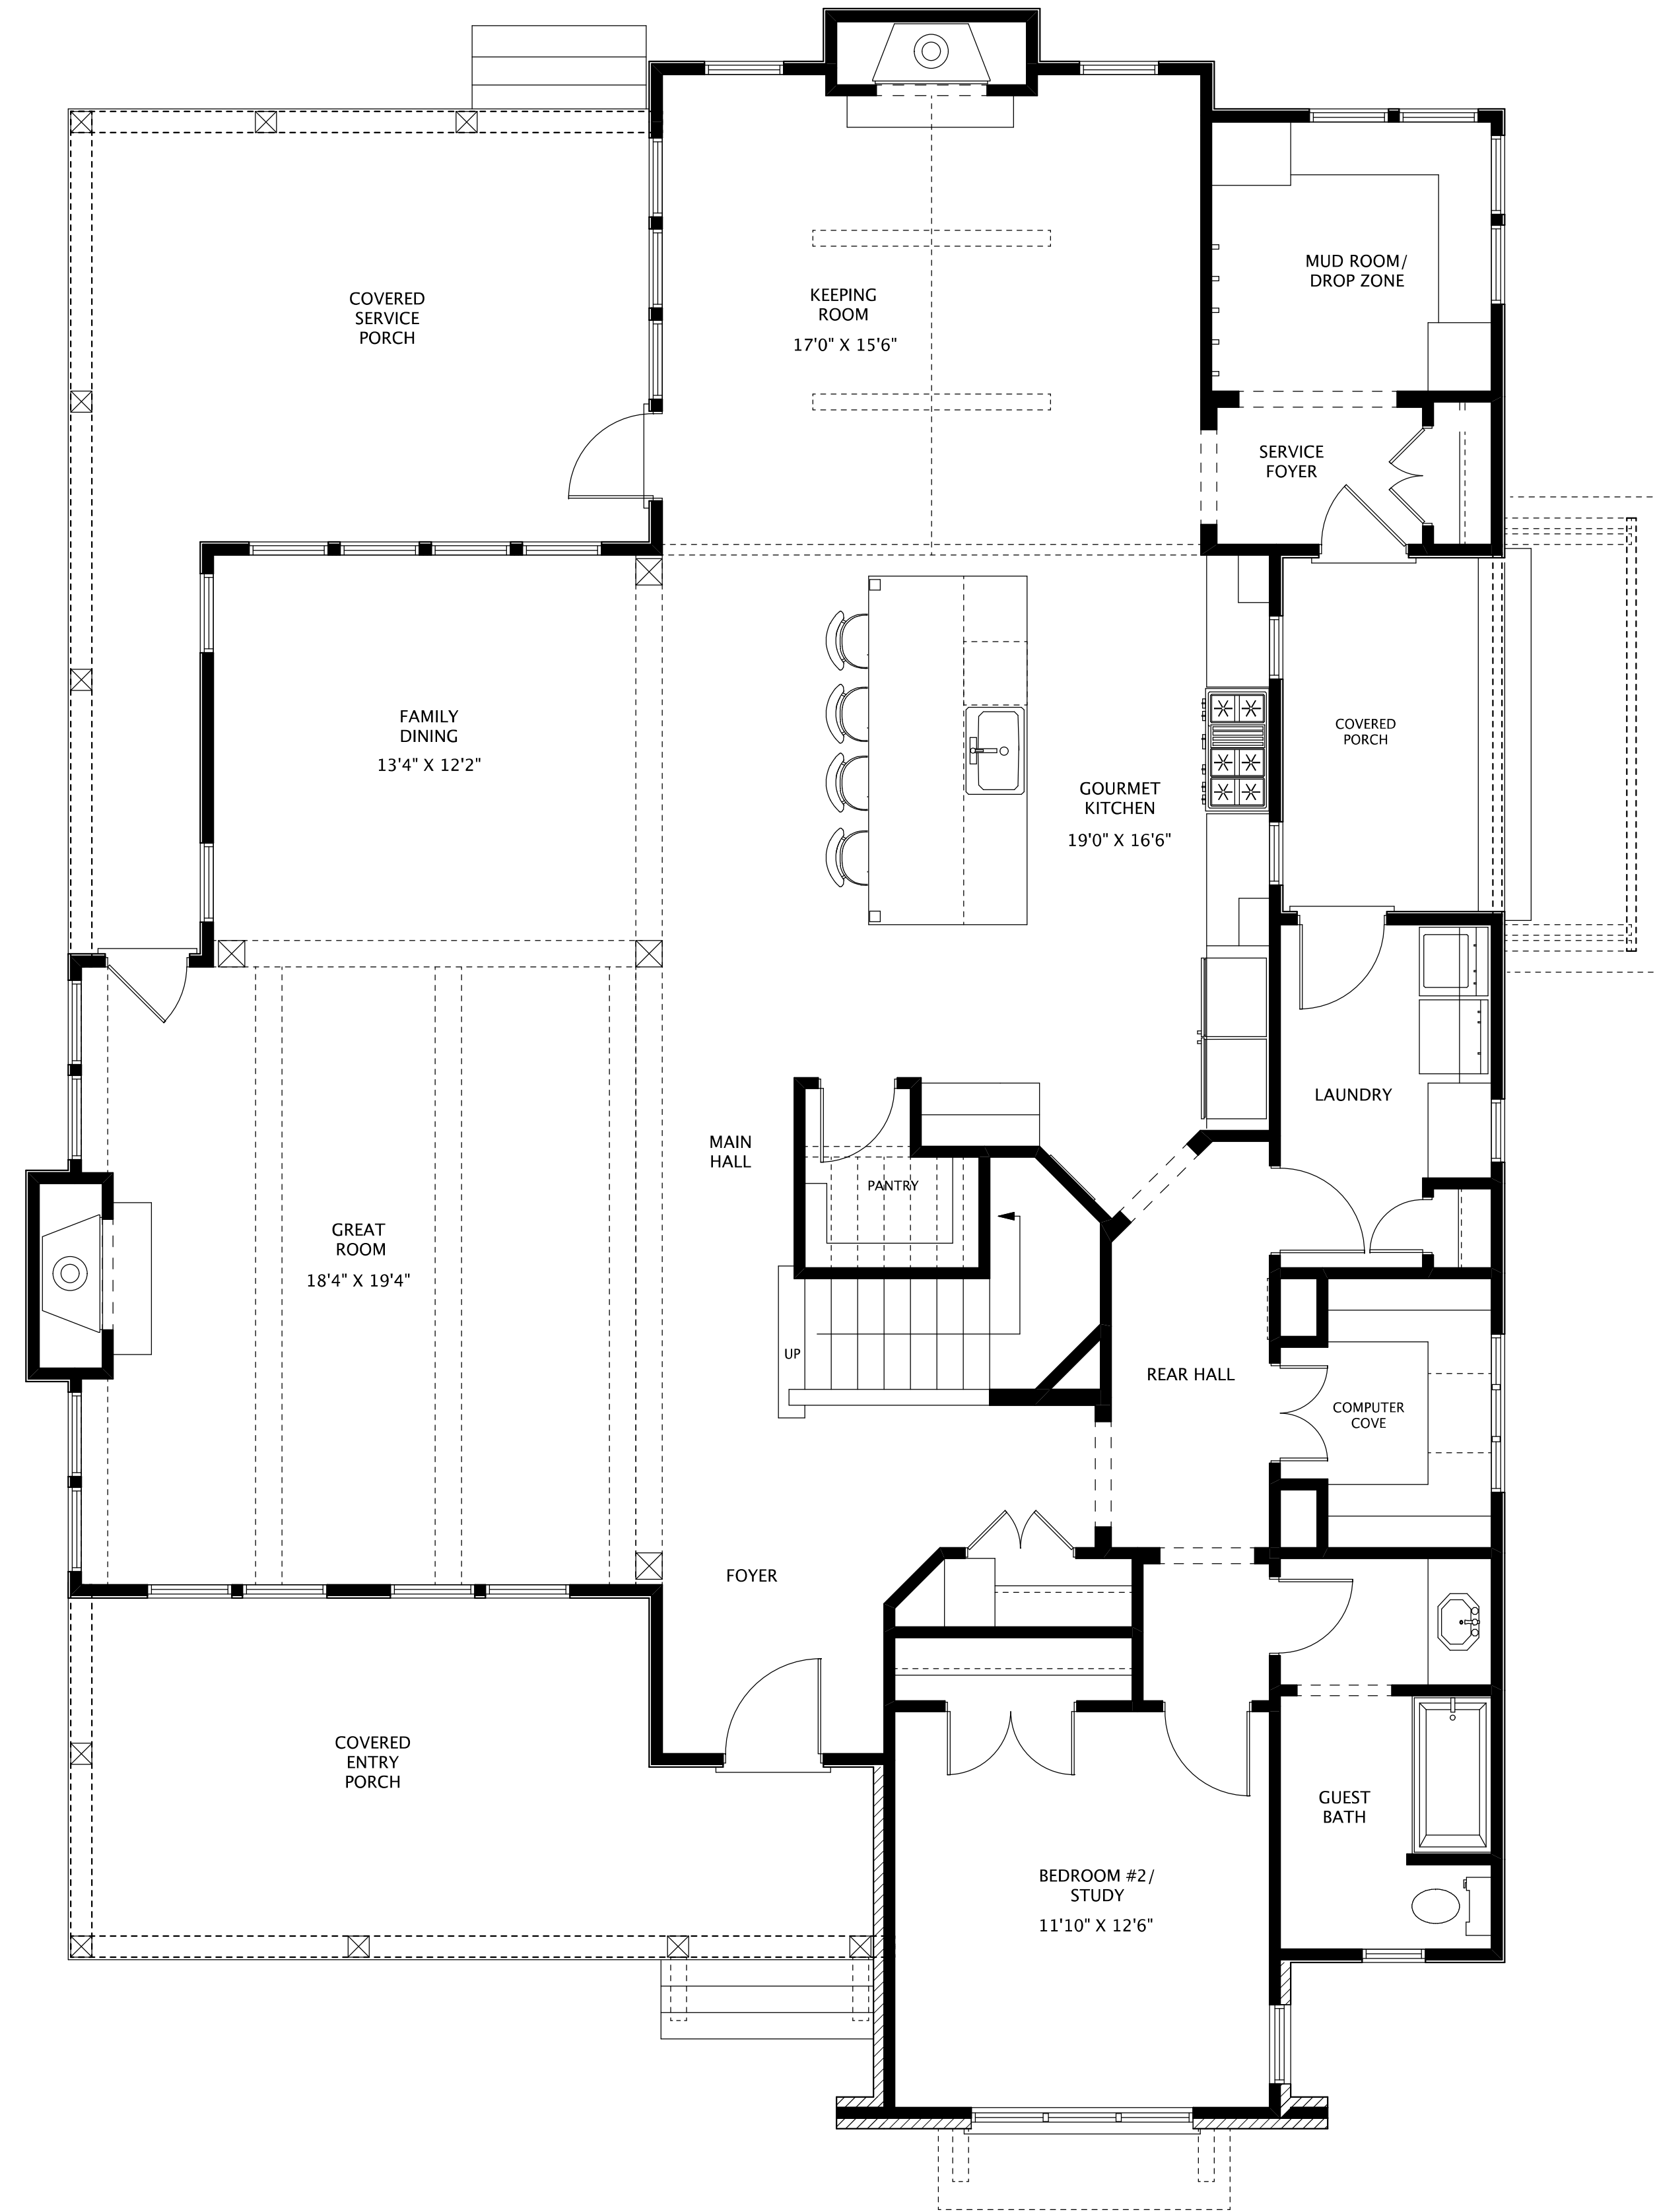 MUD ROOM/
DROP ZONE
COVERED
SERVICE
PORCH
KEEPING
ROOM
17'0" X 15'6"
SERVICE
FOYER
FAMILY
DINING
13'4" X 12'2"
COVERED
PORCH
GOURMET
KITCHEN
19'0" X 16'6"
LAUNDRY
MAIN
HALL
PANTRY
GREAT
ROOM
18'4" X 19'4"
UP
REAR HALL
COMPUTER
COVE
FOYER
COVERED
ENTRY
PORCH
GUEST
BATH
BEDROOM #2/
STUDY
11'10" X 12'6"